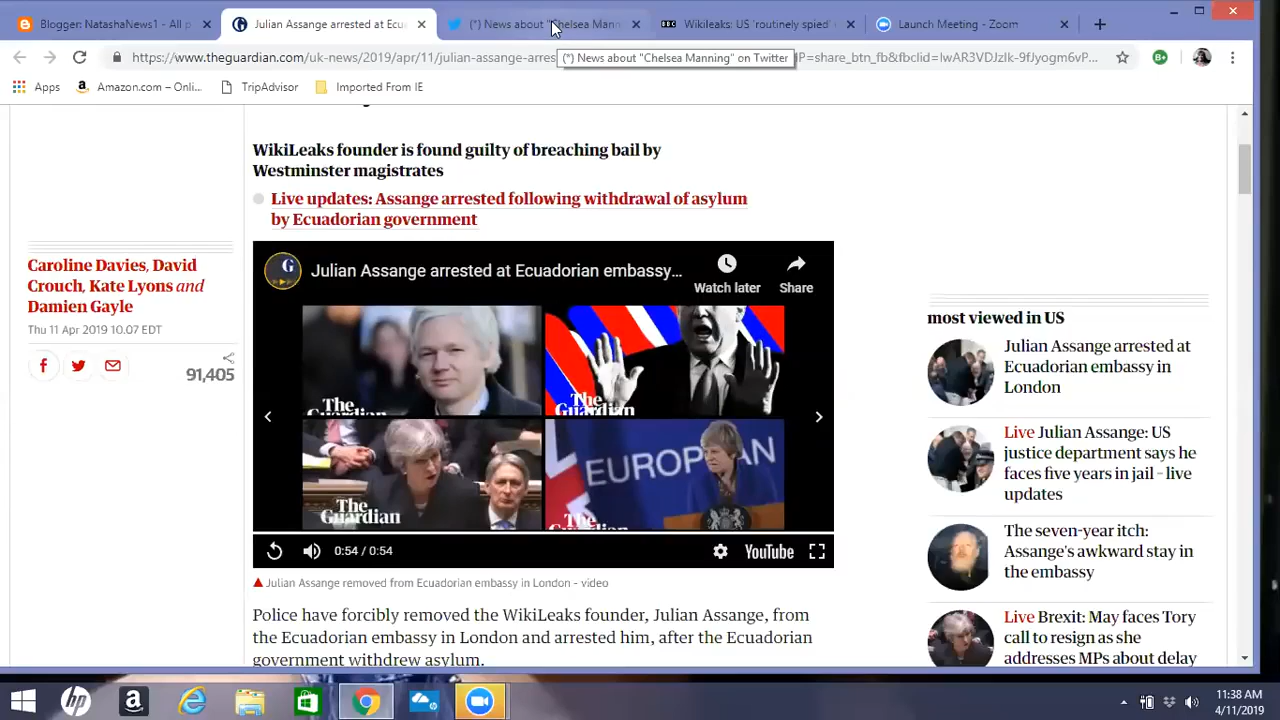 Blogger: NatashaNews1 - All p
Julian Assange arrested at Ecu
(*) News about "Chelsea Mann
BBC Wikileaks: US 'routinely spied'
Launch Meeting - Zoom
https://www.theguardian.com/uk-news/2019/apr/11/julian-assange-arres
(*) News about "Chelsea Manning" on Twitter
Apps
Amazon.com – Onli...
TripAdvisor
Imported From IE
WikiLeaks founder is found guilty of breaching bail by
Westminster magistrates
Live updates: Assange arrested following withdrawal of asylum
by Ecuadorian government
Caroline Davies, David
Crouch, Kate Lyons and
Damien Gayle
Thu 11 Apr 2019 10.07 EDT
91,405
G
Julian Assange arrested at Ecuadorian embassy...
Watch later
Share
The
Guardian
The
Guardian
The
Guardian
EUROPEAN
The
Guardian
0:54 / 0:54
YouTube
Julian Assange removed from Ecuadorian embassy in London - video
Police have forcibly removed the WikiLeaks founder, Julian Assange, from
the Ecuadorian embassy in London and arrested him, after the Ecuadorian
government withdrew asylum.
most viewed in US
Julian Assange arrested at
Ecuadorian embassy in
London
Live Julian Assange: US
justice department says he
faces five years in jail – live
updates
The seven-year itch:
Assange's awkward stay in
the embassy
Live Brexit: May faces Tory
call to resign as she
addresses MPs about delay
11:38 AM
4/11/2019